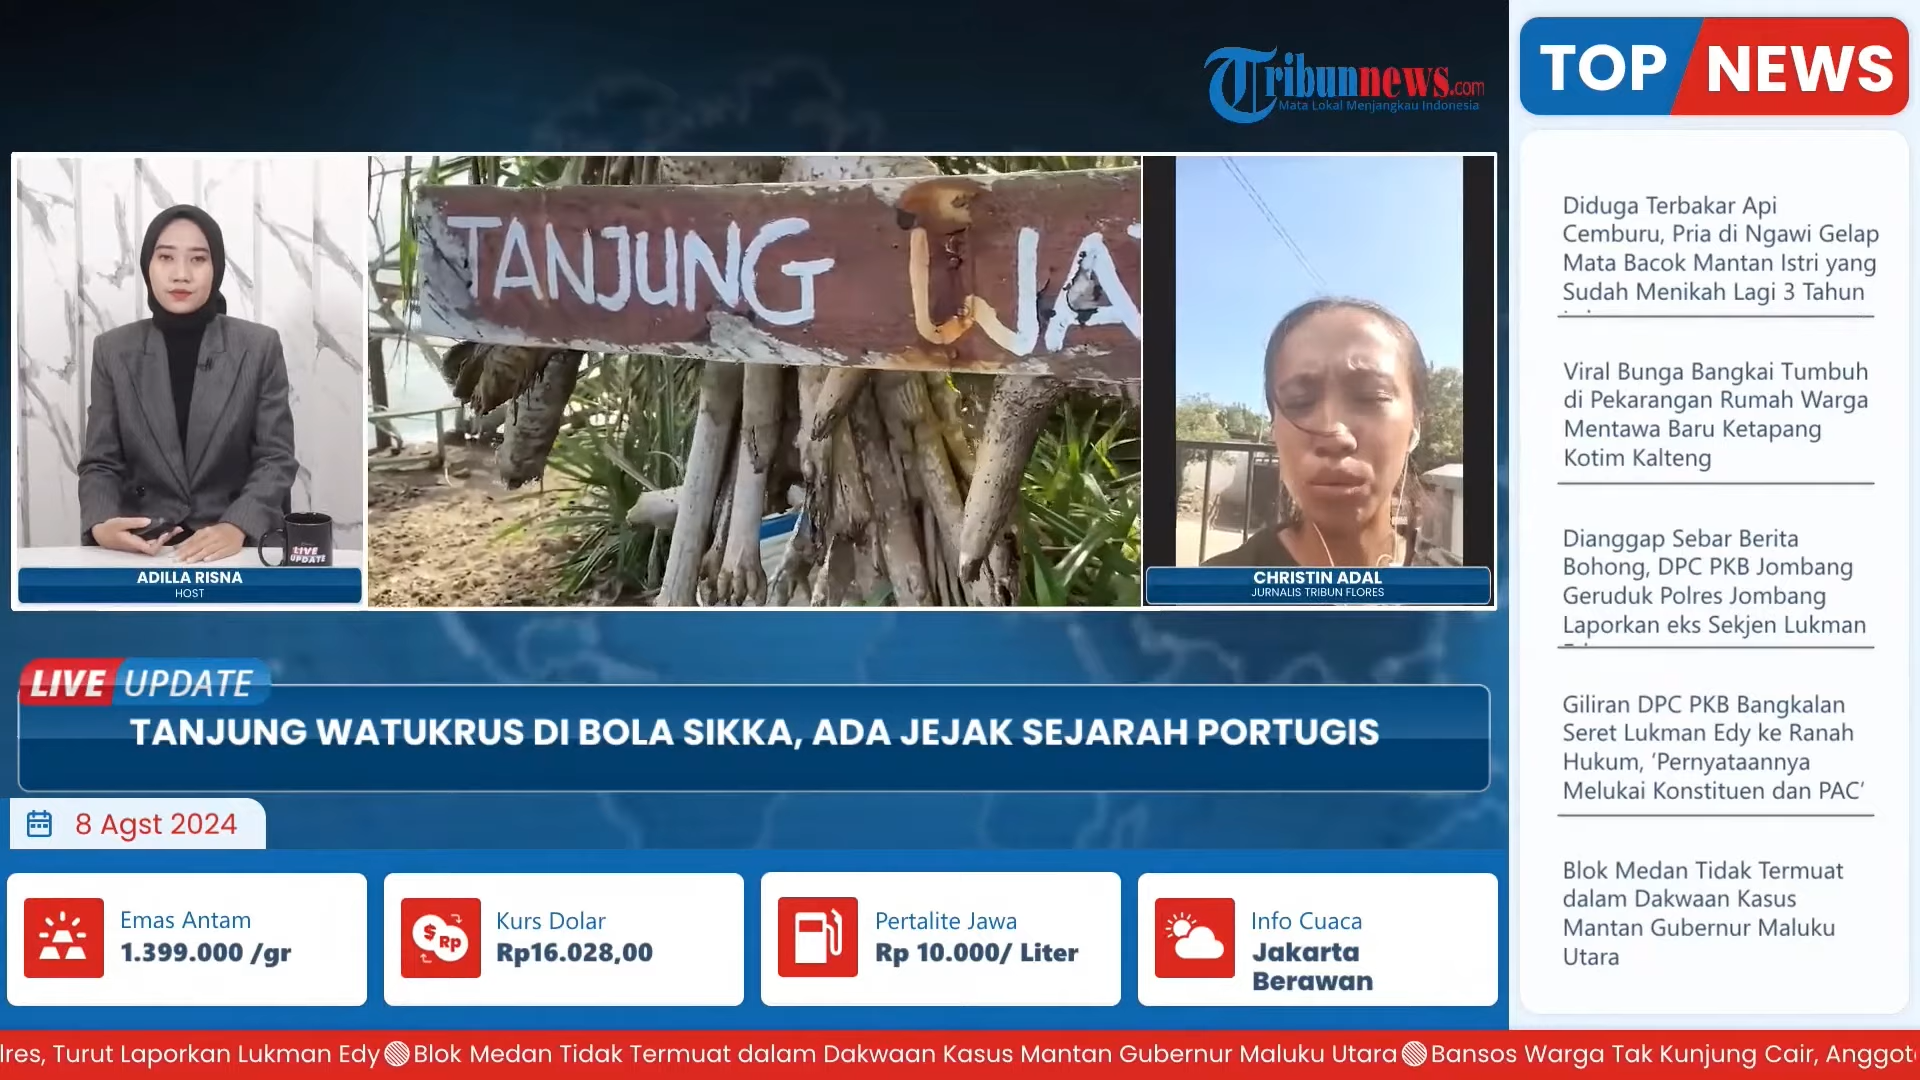 Tribunnews.com
Mata Lokal Menjangkau Indonesia
TOP NEWS
TANJUNG WA
LIVE
UPDATE
ADILLA RISNA
HOST
CHRISTIN ADAL
JURNALIS TRIBUN FLORES
Diduga Terbakar Api
Cemburu, Pria di Ngawi Gelap
Mata Bacok Mantan Istri yang
Sudah Menikah Lagi 3 Tahun
Viral Bunga Bangkai Tumbuh
di Pekarangan Rumah Warga
Mentawa Baru Ketapang
Kotim Kalteng
Dianggap Sebar Berita
Bohong, DPC PKB Jombang
Geruduk Polres Jombang
Laporkan eks Sekjen Lukman
Giliran DPC PKB Bangkalan
Seret Lukman Edy ke Ranah
Hukum, ‘Pernyataannya
Melukai Konstituen dan PAC’
Blok Medan Tidak Termuat
dalam Dakwaan Kasus
Mantan Gubernur Maluku
Utara
LIVE UPDATE
TANJUNG WATUKRUS DI BOLA SIKKA, ADA JEJAK SEJARAH PORTUGIS
8 Agst 2024
Emas Antam
1.399.000 /gr
Kurs Dolar
Rp16.028,00
$ Rp
Pertalite Jawa
Rp 10.000/ Liter
Info Cuaca
Jakarta
Berawan
lres, Turut Laporkan Lukman Edy Blok Medan Tidak Termuat dalam Dakwaan Kasus Mantan Gubernur Maluku Utara Bansos Warga Tak Kunjung Cair, Anggot